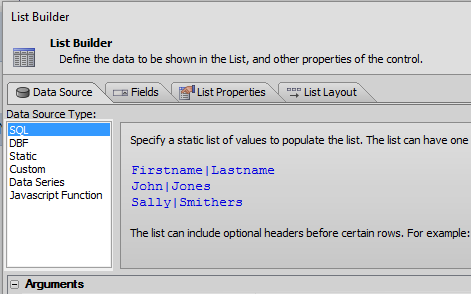 List Builder
List Builder
Define the data to be shown in the List, and other properties of the control.
Data Source
Fields
List Properties
List Layout
Data Source Type:
SQL
DBF
Static
Custom
Data Series
Javascript Function
Specify a static list of values to populate the list. The list can have one
Firstname|Lastname
John|Jones
Sally|Smithers
The list can include optional headers before certain rows. For example:
Arguments